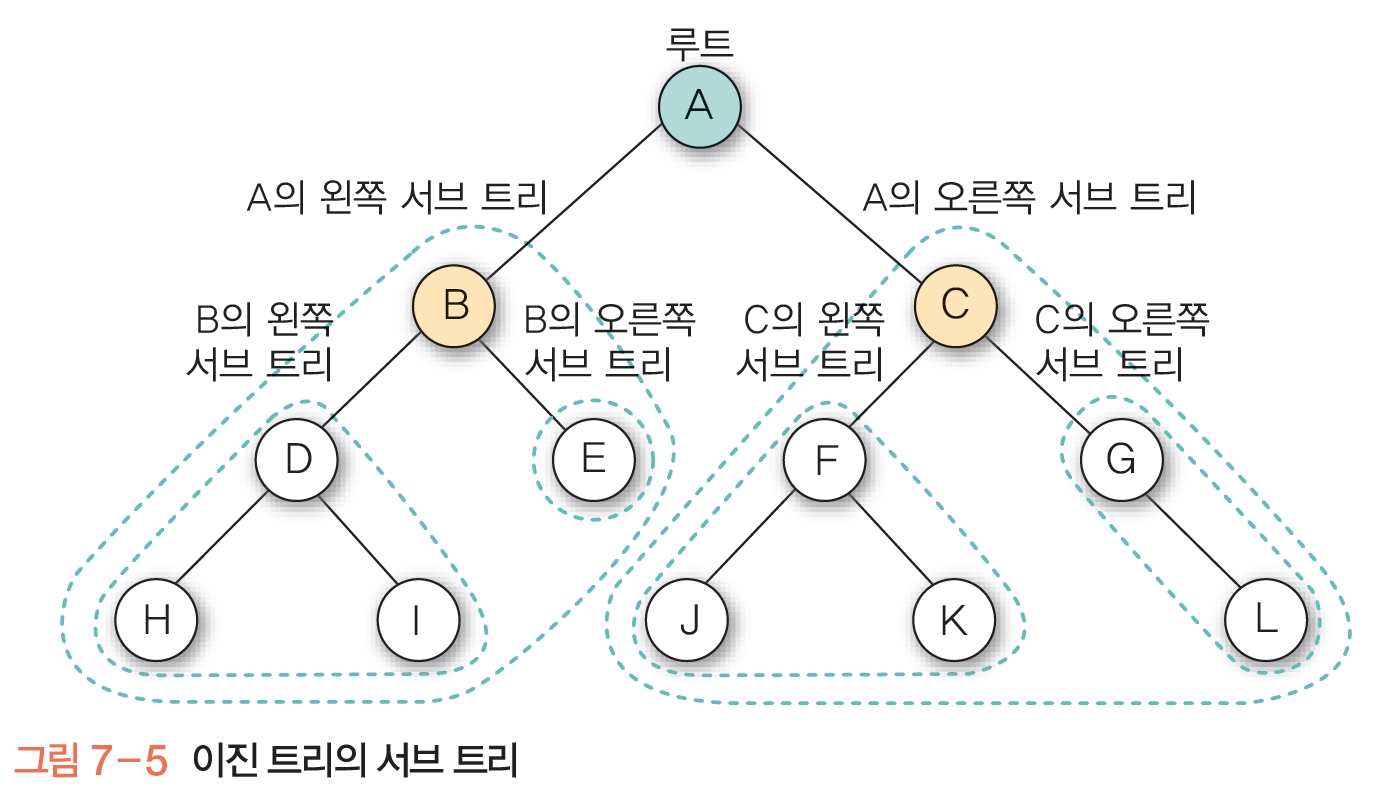 루트
A
A의 왼쪽 서브 트리
A의 오른쪽 서브 트리
B
C
B의 왼쪽
서브 트리
B의 오른쪽
서브 트리
C의 왼쪽
서브 트리
C의 오른쪽
서브 트리
D
E
F
G
H
I
J
K
L
그림 7-5 이진 트리의 서브 트리